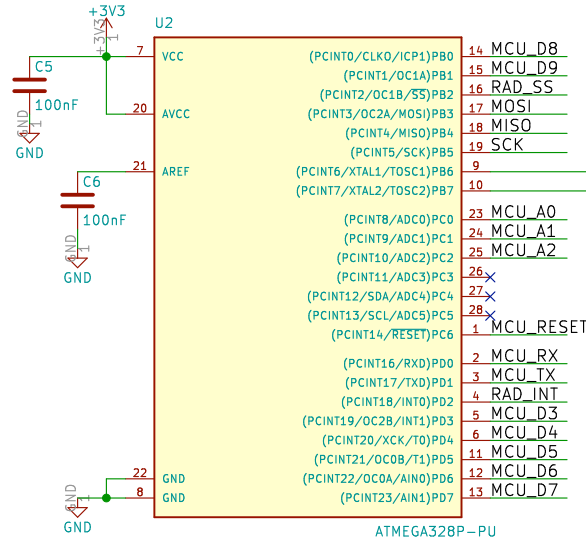 +3V3
+3V3
1
U2
7 VCC
C5
100nF
GND
1
GND
20 AVCC
21 AREF
C6
100nF
GND
1
GND
22 GND
8 GND
GND
1
GND
(PCINT0/CLKO/ICP1)PB0 14 MCU_D8
(PCINT1/OC1A)PB1 15 MCU_D9
(PCINT2/OC1B/SS)PB2 16 RAD_SS
(PCINT3/OC2A/MOSI)PB3 17 MOSI
(PCINT4/MISO)PB4 18 MISO
(PCINT5/SCK)PB5 19 SCK
(PCINT6/XTAL1/TOSC1)PB6 9
(PCINT7/XTAL2/TOSC2)PB7 10
(PCINT8/ADC0)PC0 23 MCU_A0
(PCINT9/ADC1)PC1 24 MCU_A1
(PCINT10/ADC2)PC2 25 MCU_A2
(PCINT11/ADC3)PC3 26
(PCINT12/SDA/ADC4)PC4 27
(PCINT13/SCL/ADC5)PC5 28
(PCINT14/RESET)PC6 1 MCU_RESET
(PCINT16/RXD)PD0 2 MCU_RX
(PCINT17/TXD)PD1 3 MCU_TX
(PCINT18/INT0)PD2 4 RAD_INT
(PCINT19/OC2B/INT1)PD3 5 MCU_D3
(PCINT20/XCK/T0)PD4 6 MCU_D4
(PCINT21/OC0B/T1)PD5 11 MCU_D5
(PCINT22/OC0A/AIN0)PD6 12 MCU_D6
(PCINT23/AIN1)PD7 13 MCU_D7
ATMEGA328P-PU